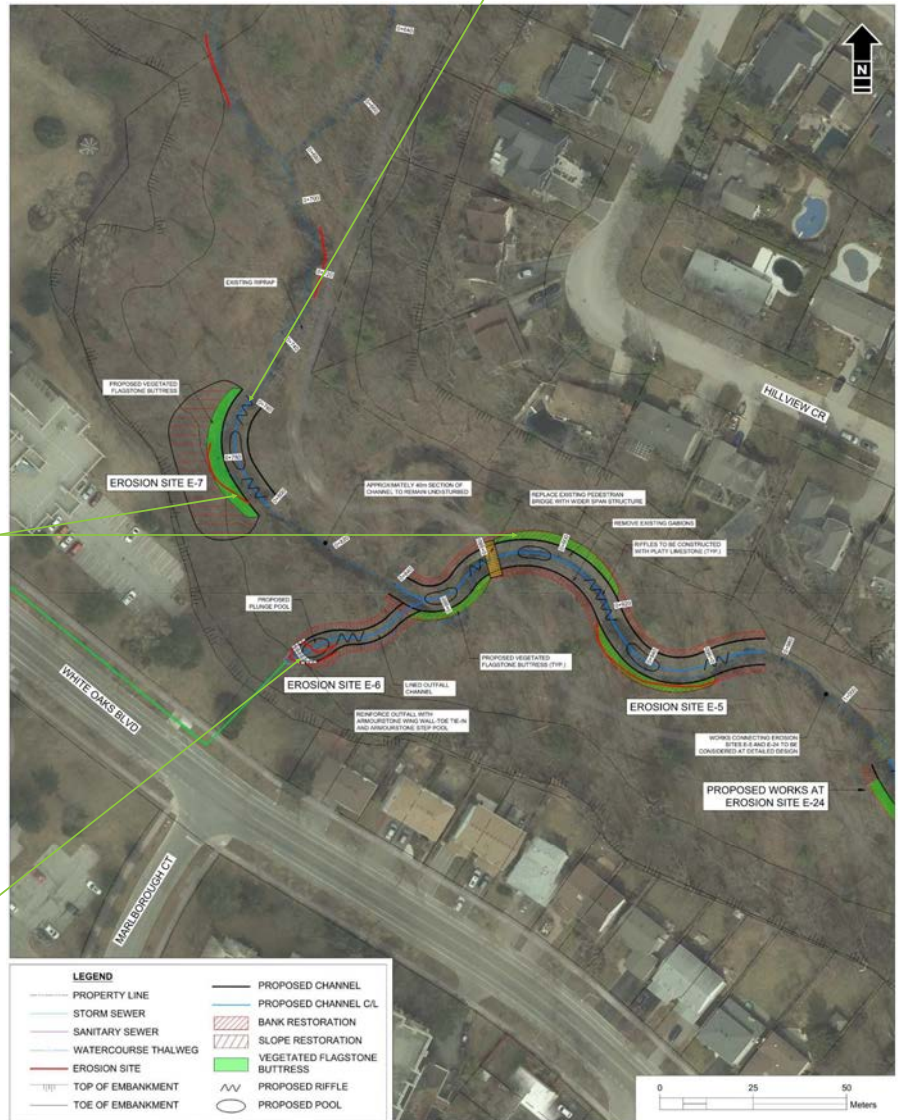 N
EXISTING RIPRAP
HILLVIEW CR
PROPOSED VEGETATED
FLAGSTONE BUTTRESS
EROSION SITE E-7
APPROXIMATELY 40m SECTION OF
CHANNEL TO REMAIN UNDISTURBED
REPLACE EXISTING PEDESTRIAN
BRIDGE WITH WIDER SPAN STRUCTURE
REMOVE EXISTING GABIONS
RIFFLES TO BE CONSTRUCTED
WITH PLATY LIMESTONE (TYP.)
PROPOSED
PLUNGE POOL
PROPOSED VEGETATED
FLAGSTONE BUTTRESS (TYP.)
EROSION SITE E-6
LINED OUTFALL
CHANNEL
EROSION SITE E-5
REINFORCE OUTFALL WITH
ARMOURSTONE WING WALL-TOE TIE-IN
AND ARMOURSTONE STEP POOL
WORKS CONNECTING EROSION
SITES E-5 AND E-24 TO BE
CONSIDERED AT DETAILED DESIGN
PROPOSED WORKS AT
EROSION SITE E-24
WHITE OAKS BLVD
MARLBOROUGH CT
LEGEND
PROPERTY LINE
STORM SEWER
SANITARY SEWER
WATERCOURSE THALWEG
EROSION SITE
TOP OF EMBANKMENT
TOE OF EMBANKMENT
PROPOSED CHANNEL
PROPOSED CHANNEL C/L
BANK RESTORATION
SLOPE RESTORATION
VEGETATED FLAGSTONE
BUTTRESS
PROPOSED RIFFLE
PROPOSED POOL
0 25 50
Meters